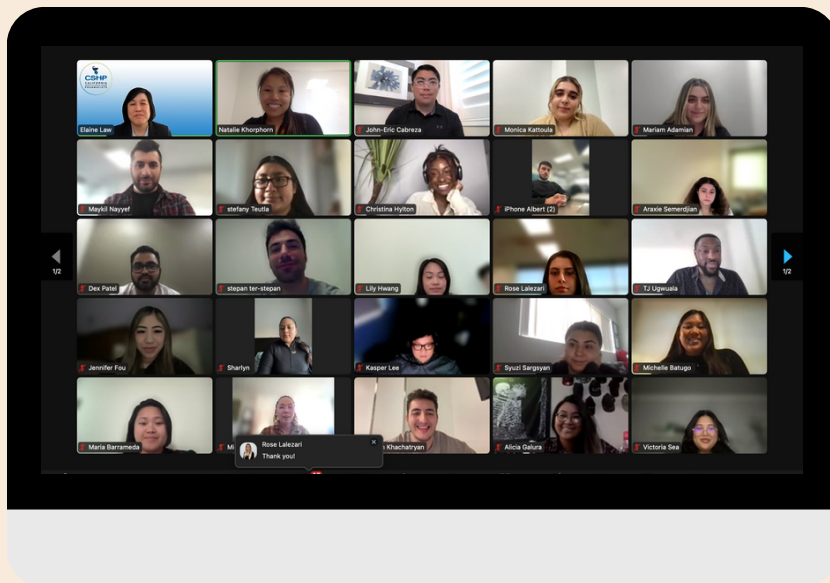 CSHP
CALIFORNIA
Elaine Law
Natalie Khorphorn
John-Eric Cabreza
Monica Kattoula
Mariam Adamian
Maykil Nayyef
stefany Teutla
Christina Hylton
iPhone Albert (2)
Araxie Semerdjian
1/2
1/2
Dex Patel
stepan ter-stepan
Lily Hwang
Rose Lalezari
TJ Ugwuala
Jennifer Fou
Sharlyn
Kasper Lee
Syuzi Sargsyan
Michelle Batugo
Maria Barrameda
Mi
Rose Lalezari
Thank you!
Khachatryan
Alicia Galura
Victoria Sea